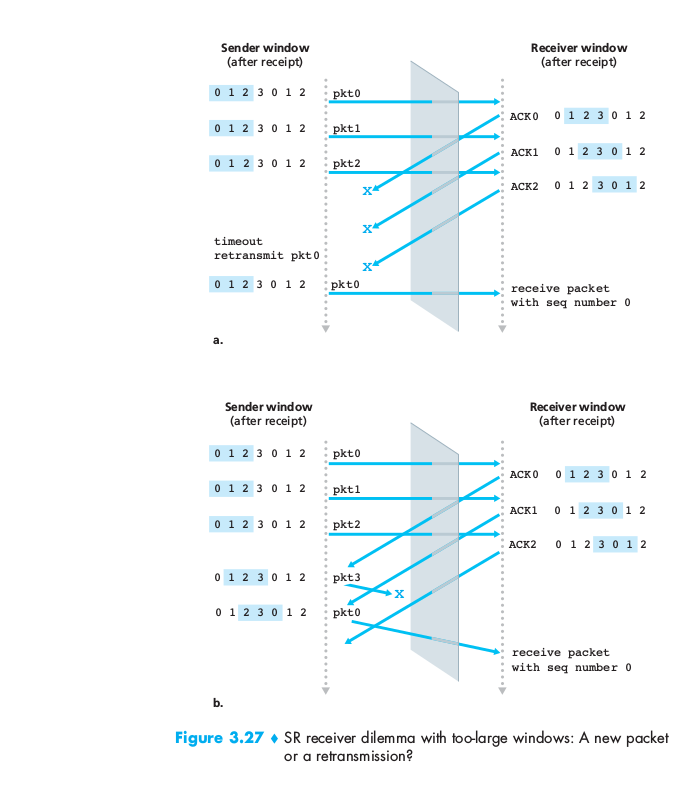 Sender window
(after receipt)
Receiver window
(after receipt)
0 1 2 3 0 1 2
pkt0
ACK0 0 1 2 3 0 1 2
0 1 2 3 0 1 2
pkt1
ACK1 0 1 2 3 0 1 2
0 1 2 3 0 1 2
pkt2
ACK2 0 1 2 3 0 1 2
x
x
x
timeout
retransmit pkt0
0 1 2 3 0 1 2
pkt0
receive packet
with seq number 0
a.
Sender window
(after receipt)
Receiver window
(after receipt)
0 1 2 3 0 1 2
pkt0
ACK0 0 1 2 3 0 1 2
0 1 2 3 0 1 2
pkt1
ACK1 0 1 2 3 0 1 2
0 1 2 3 0 1 2
pkt2
ACK2 0 1 2 3 0 1 2
0 1 2 3 0 1 2
pkt3
x
0 1 2 3 0 1 2
pkt0
receive packet
with seq number 0
b.
Figure 3.27 ♦ SR receiver dilemma with too-large windows: A new packet
or a retransmission?